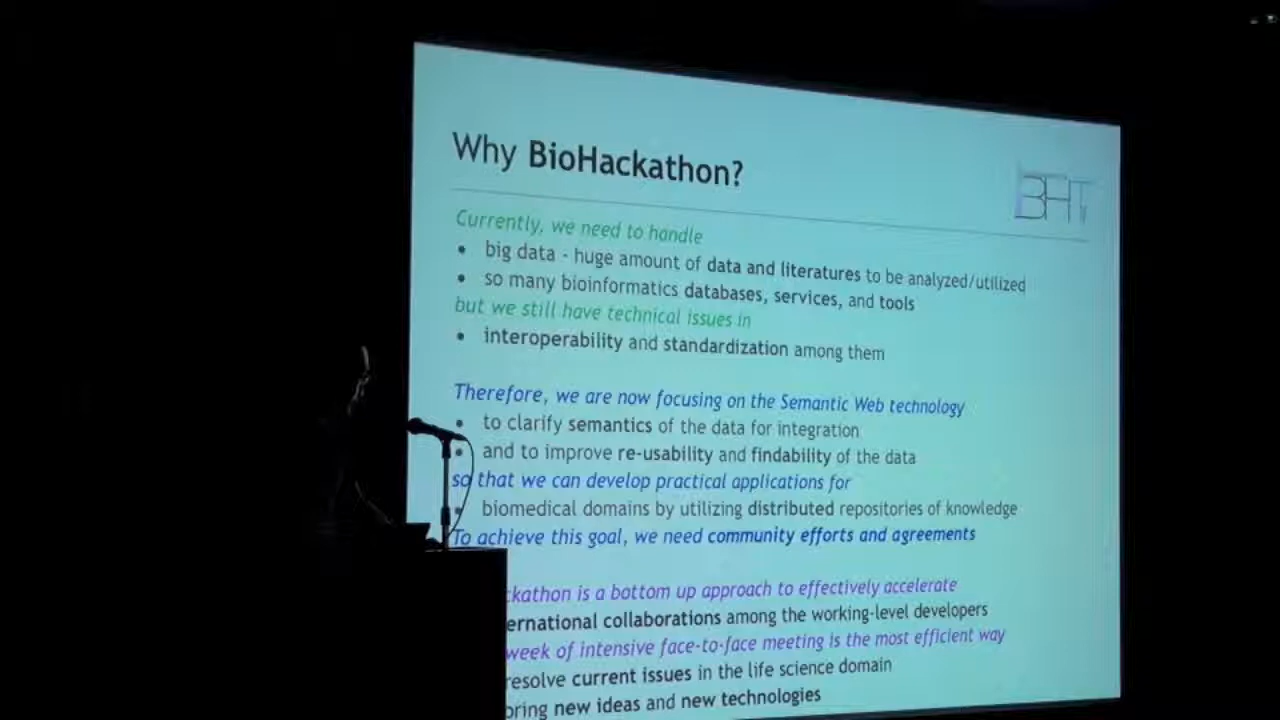 Why BioHackathon?
BH
Currently, we need to handle
• big data - huge amount of data and literatures to be analyzed/utilized
• so many bioinformatics databases, services, and tools
but we still have technical issues in
• interoperability and standardization among them
Therefore, we are now focusing on the Semantic Web technology
• to clarify semantics of the data for integration
• and to improve re-usability and findability of the data
so that we can develop practical applications for
• biomedical domains by utilizing distributed repositories of knowledge
To achieve this goal, we need community efforts and agreements
ckathon is a bottom up approach to effectively accelerate
ernational collaborations among the working-level developers
week of intensive face-to-face meeting is the most efficient way
resolve current issues in the life science domain
bring new ideas and new technologies